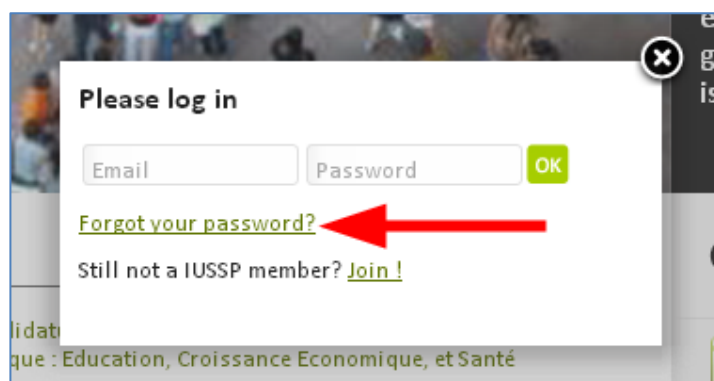 Please log in
Email
Password
OK
Forgot your password?
Still not a IUSSP member? Join !
que : Education, Croissance Economique, et Santé